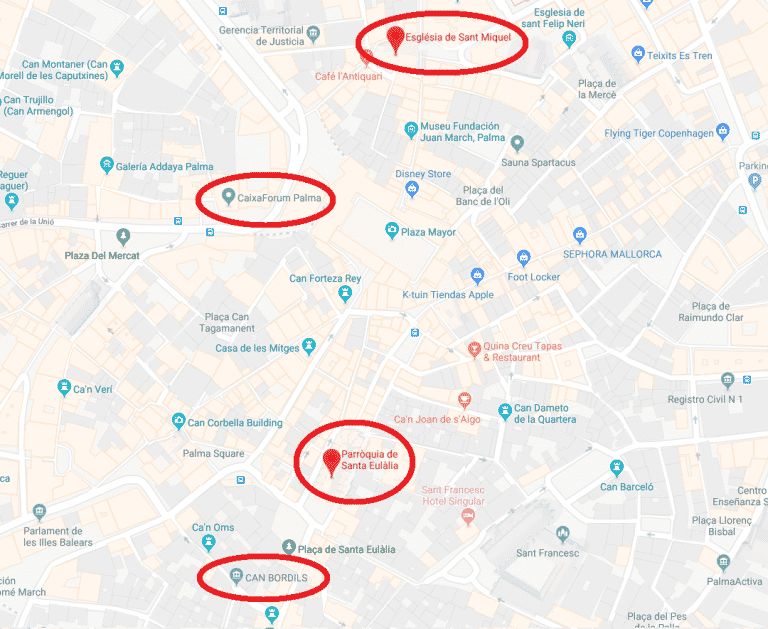 Esglesia de
sant Felip Neri
Gerencia Territorial
de Justicia
Església de Sant Miquel
Teixits Es Tren
Can Montaner (Can
Morell de les Caputxines)
Café l'Antiquari
Plaça de
la Mercè
Can Trujillo
(Can Armengol)
Museu Fundación
Juan March, Palma
Flying Tiger Copenhagen
Sauna Spartacus
Galería Addaya Palma
Disney Store
CaixaForum Palma
Plaça del
Banc de l'Oli
Carrer de la Unió
Plaza Mayor
Plaza Del Mercat
SEPHORA MALLORCA
Can Forteza Rey
Foot Locker
K-tuin Tiendas Apple
Plaça Can
Tagamanent
Plaça de
Raimundo Clar
Casa de les Mitges
Quina Creu Tapas
& Restaurant
Ca'n Verí
Registro Civil N 1
Can Corbella Building
Ca'n Joan de s'Aigo
Can Dameto
de la Quartera
Palma Square
Parròquia de
Santa Eulàlia
Can Barceló
Sant Francesc
Hotel Singular
Centro
Enseñanza S
Parlament de
les Illes Balears
Ca'n Oms
Plaça Llorenç
Bisbal
Plaça de Santa Eulàlia
Sant Francesc
CAN BORDILS
PalmaActiva
Plaça del Pes